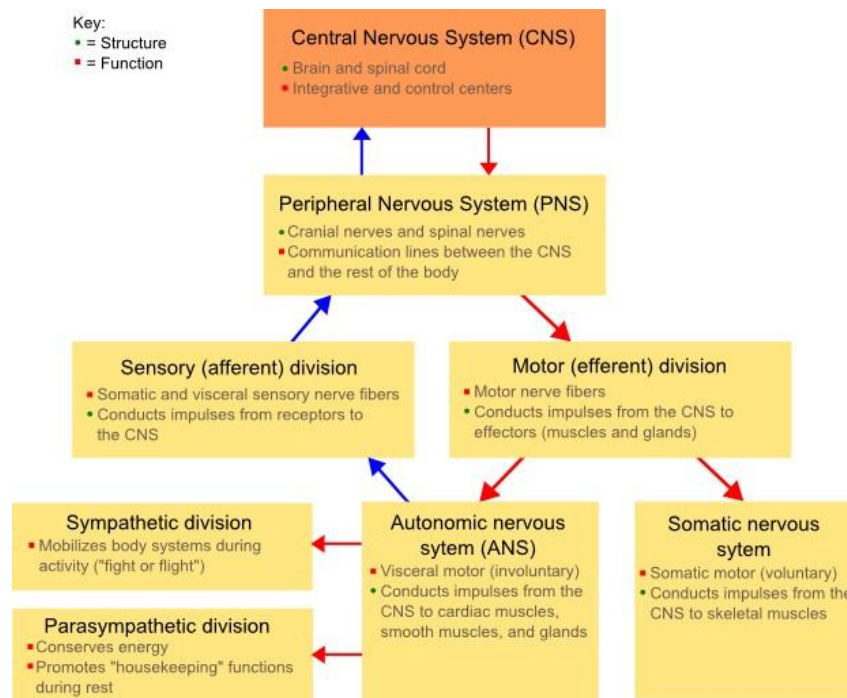 Key:
= Structure
= Function
Central Nervous System (CNS)
Brain and spinal cord
Integrative and control centers
Peripheral Nervous System (PNS)
Cranial nerves and spinal nerves
Communication lines between the CNS
and the rest of the body
Sensory (afferent) division
Somatic and visceral sensory nerve fibers
Conducts impulses from receptors to
the CNS
Motor (efferent) division
Motor nerve fibers
Conducts impulses from the CNS to
effectors (muscles and glands)
Sympathetic division
Mobilizes body systems during
activity ("fight or flight")
Parasympathetic division
Conserves energy
Promotes "housekeeping" functions
during rest
Autonomic nervous
sytem (ANS)
Visceral motor (involuntary)
Conducts impulses from the
CNS to cardiac muscles,
smooth muscles, and glands
Somatic nervous
sytem
Somatic motor (voluntary)
Conducts impulses from the
CNS to skeletal muscles